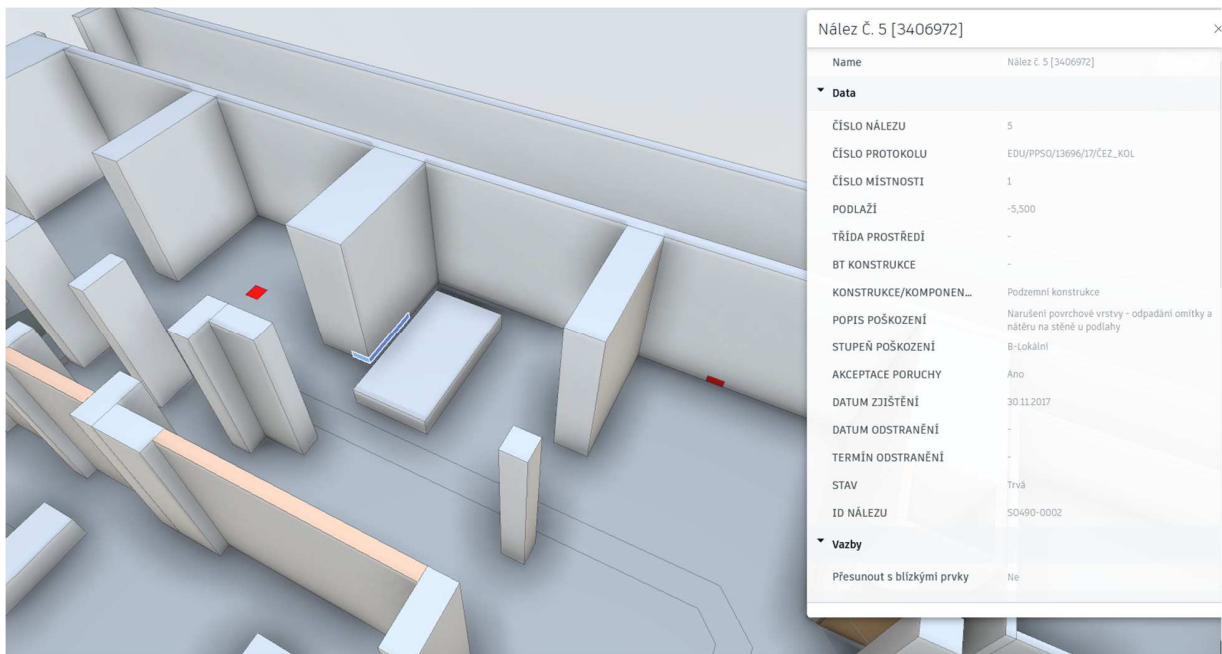 Nález Č. 5 [3406972]
Name Nález č. 5 [3406972]
Data
ČÍSLO NÁLEZU 5
ČÍSLO PROTOKOLU EDU/PPSO/13696/17/ČEZ_KOL
ČÍSLO MÍSTNOSTI 1
PODLAŽÍ -5,500
TŘÍDA PROSTŘEDÍ -
BT KONSTRUKCE -
KONSTRUKCE/KOMPONEN... Podzemní konstrukce
POPIS POŠKOZENÍ Narušení povrchové vrstvy - odpadání omítky a
nátěru na stěně u podlahy
STUPEŇ POŠKOZENÍ B-Lokální
AKCEPTACE PORUCHY Ano
DATUM ZJIŠTĚNÍ 30.11.2017
DATUM ODSTRANĚNÍ -
TERMÍN ODSTRANĚNÍ -
STAV Trvá
ID NÁLEZU SO490-0002
Vazby
Přesunout s blízkými prvky Ne